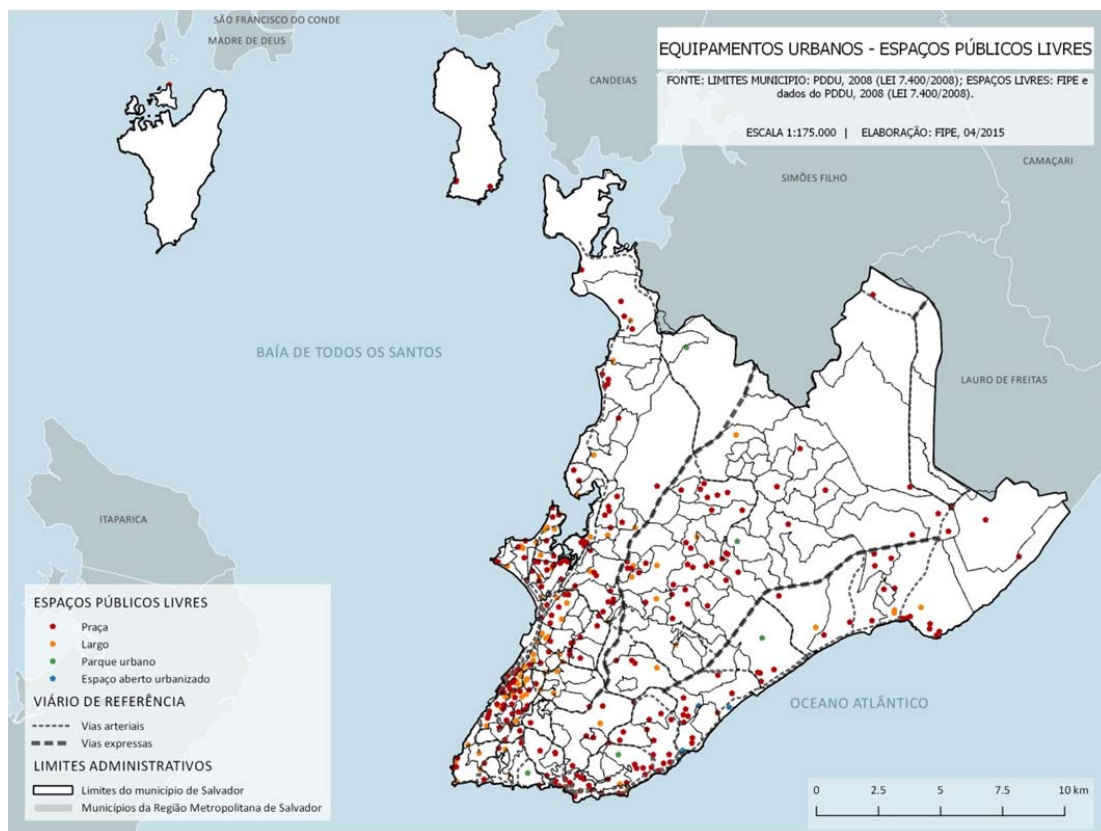 SÃO FRANCISCO DO CONDE
MADRE DE DEUS
CANDEIAS
EQUIPAMENTOS URBANOS - ESPAÇOS PÚBLICOS LIVRES
FONTE: LIMITES MUNICIPIO: PDDU, 2008 (LEI 7.400/2008); ESPAÇOS LIVRES: FIPE e
dados do PDDU, 2008 (LEI 7.400/2008).
ESCALA 1:175.000 | ELABORAÇÃO: FIPE, 04/2015
CAMAÇARI
SIMÕES FILHO
BAÍA DE TODOS OS SANTOS
LAURO DE FREITAS
ITAPARICA
OCEANO ATLÂNTICO
ESPAÇOS PÚBLICOS LIVRES
Praça
Largo
Parque urbano
Espaço aberto urbanizado
VIÁRIO DE REFERÊNCIA
Vias arteriais
Vias expressas
LIMITES ADMINISTRATIVOS
Limites do município de Salvador
Municípios da Região Metropolitana de Salvador
0 2.5 5 7.5 10 km